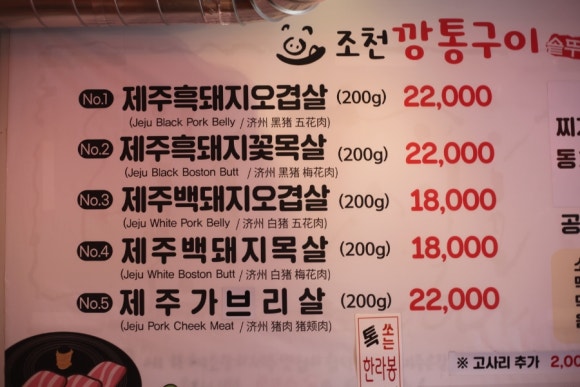 조천 깡통구이
No.1 제주흑돼지오겹살 (200g) 22,000
(Jeju Black Pork Belly / 济州 黑猪 五花肉)
No.2 제주흑돼지꽃목살 (200g) 22,000
(Jeju Black Boston Butt / 济州 黑猪 梅花肉)
No.3 제주백돼지오겹살 (200g) 18,000
(Jeju White Pork Belly / 济州 白猪 五花肉)
No.4 제주백돼지목살 (200g) 18,000
(Jeju White Boston Butt / 济州 白猪 梅花肉)
No.5 제주가브리살 (200g) 22,000
(Jeju Pork Cheek Meat / 济州 猪肉 猪颊肉)
톡 쏘는
한라봉
※ 고사리 추가